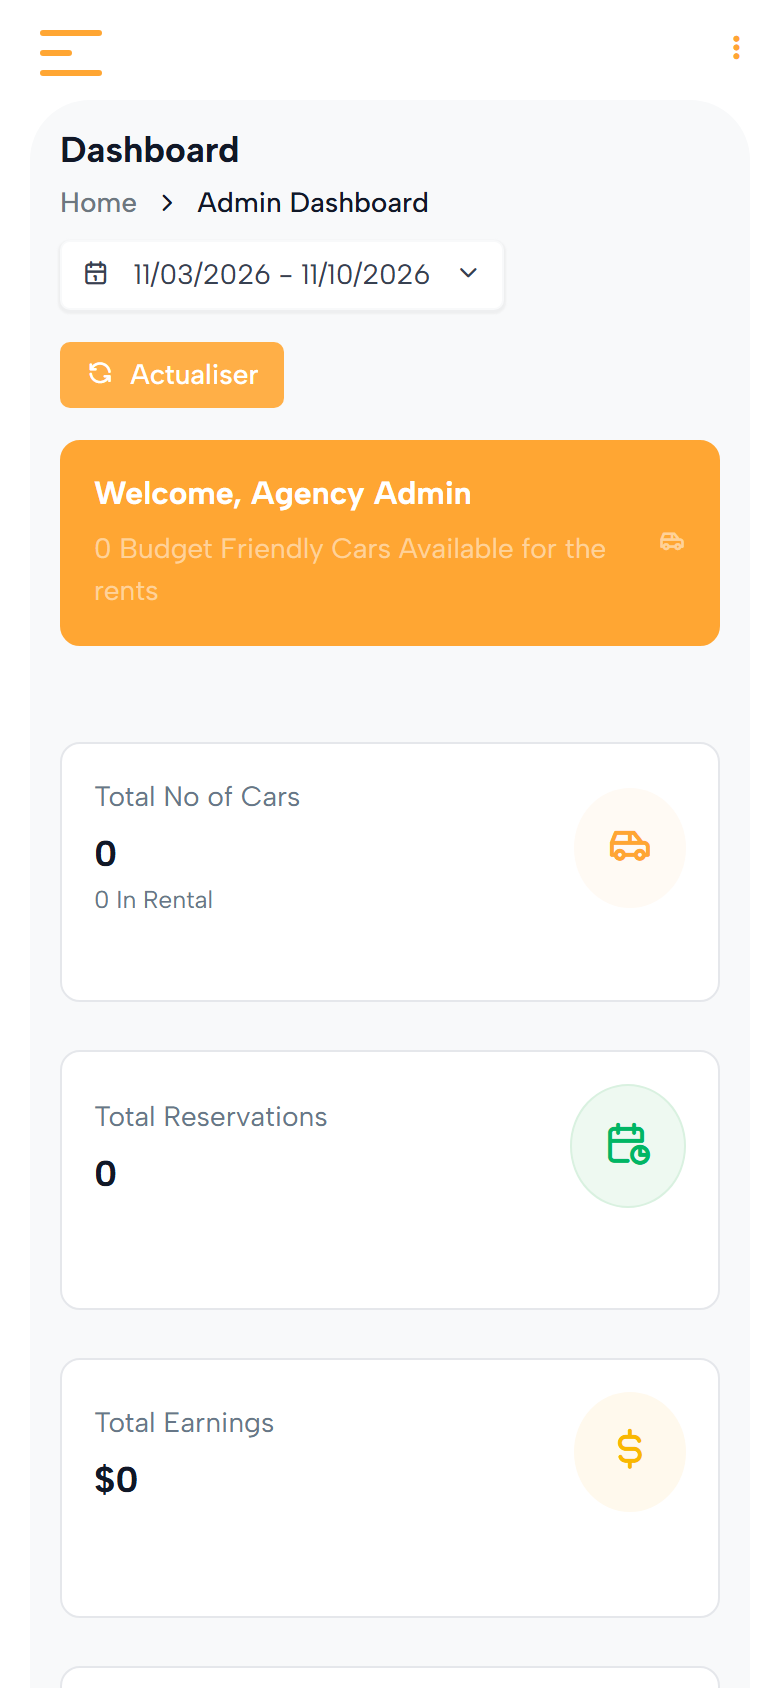 Dashboard
Home > Admin Dashboard
11/03/2026 - 11/10/2026
Actualiser
Welcome, Agency Admin
0 Budget Friendly Cars Available for the
rents
Total No of Cars
0
0 In Rental
Total Reservations
0
Total Earnings
$0